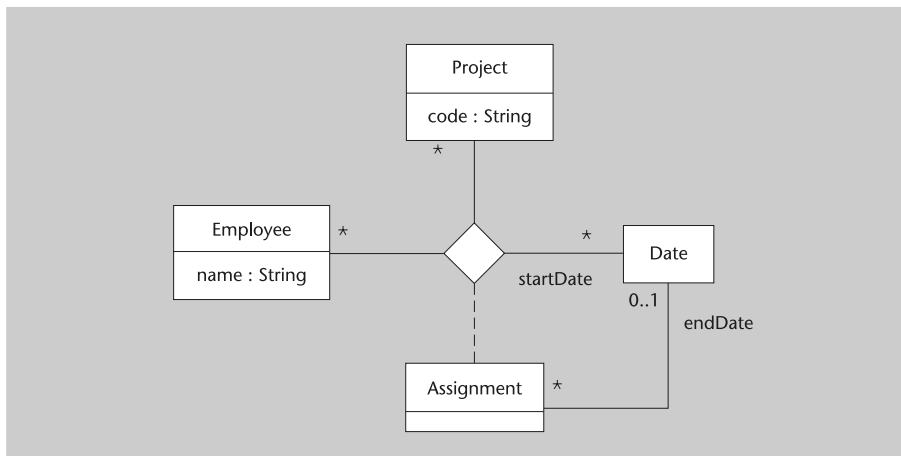 Project
code : String
*
Employee
name : String
*
*
startDate
Date
0..1
endDate
Assignment
*